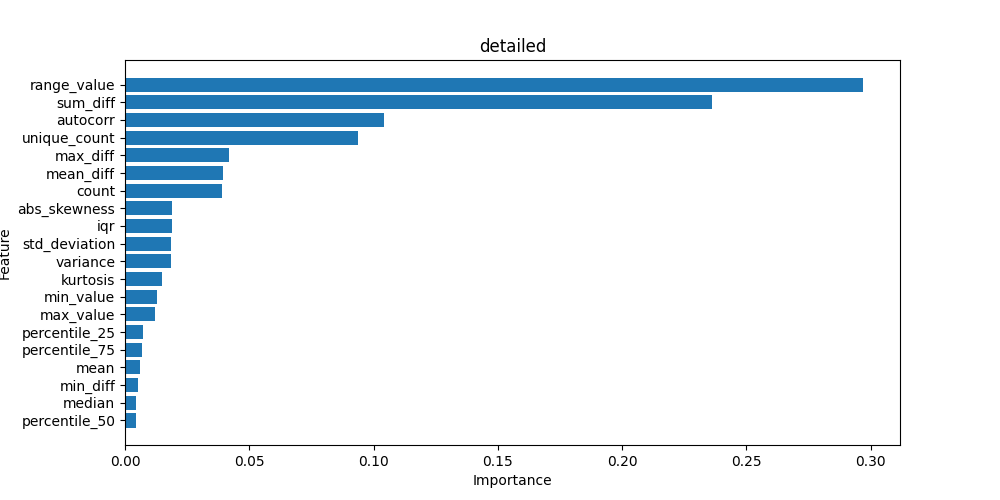 detailed
range_value
sum_diff
autocorr
unique_count
max_diff
mean_diff
count
abs_skewness
iqr
std_deviation
variance
kurtosis
min_value
max_value
percentile_25
percentile_75
mean
min_diff
median
percentile_50
Feature
0.00 0.05 0.10 0.15 0.20 0.25 0.30
Importance